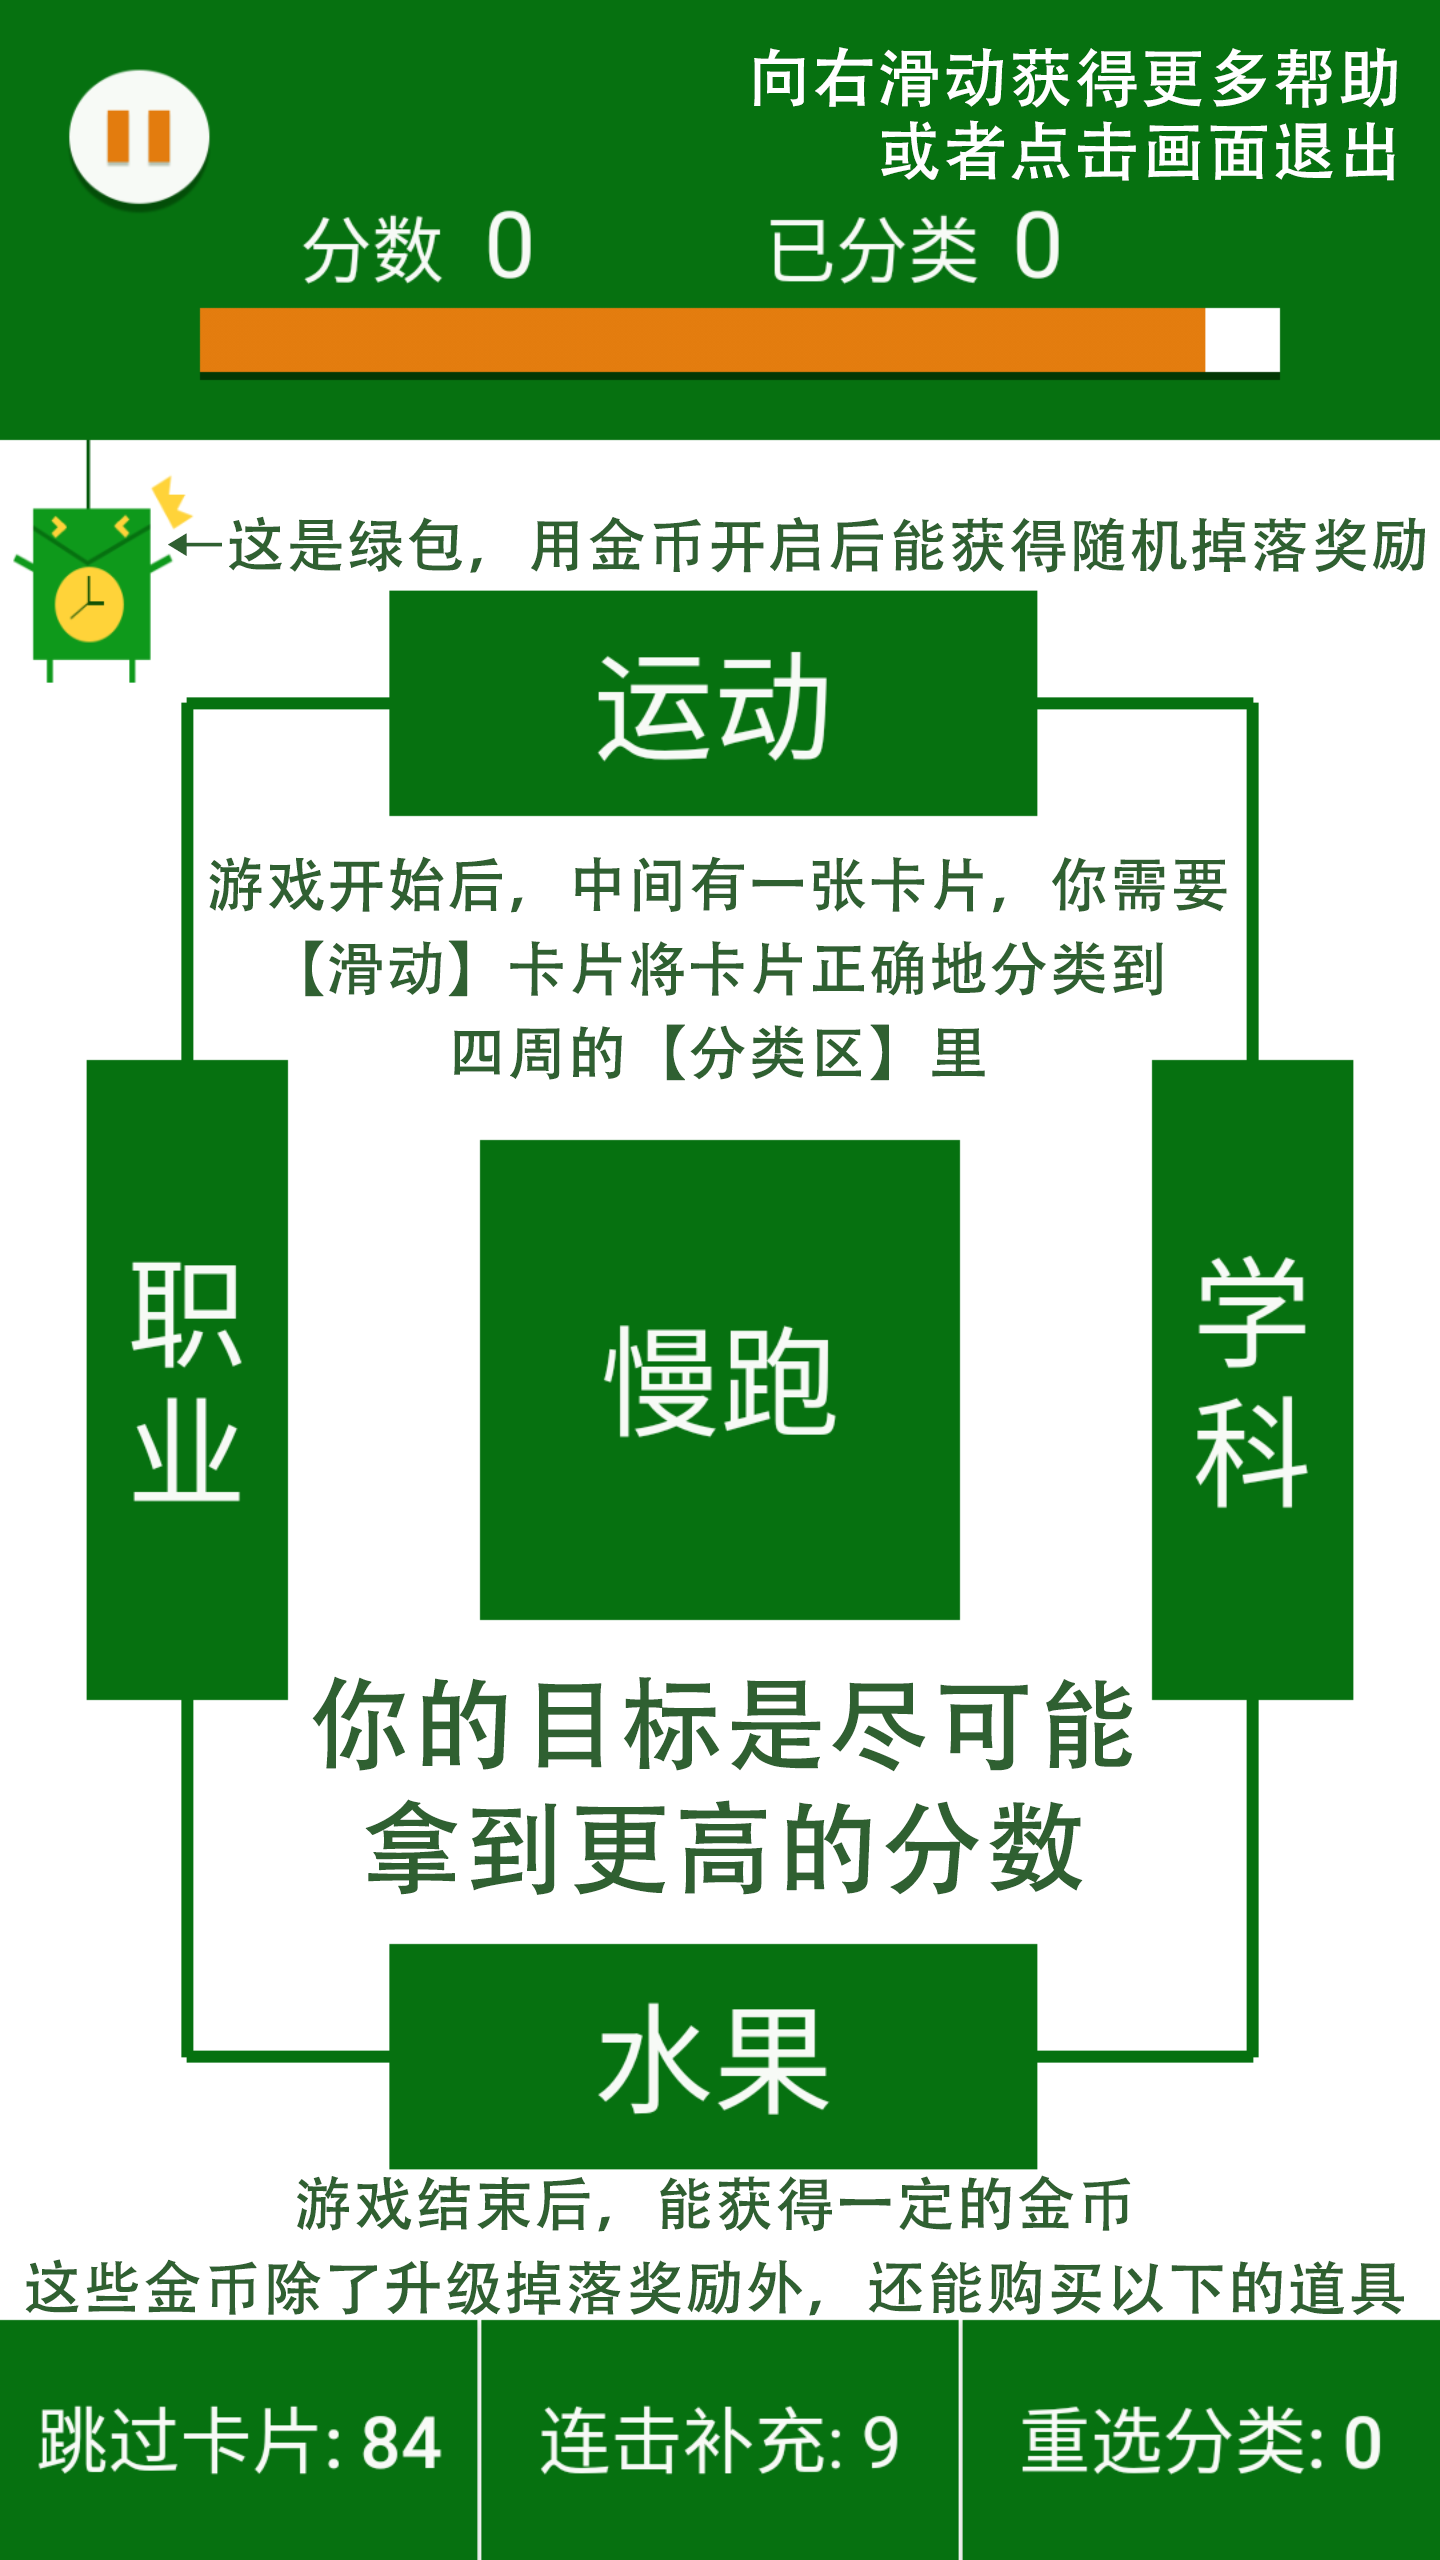 向右滑动获得更多帮助
或者点击画面退出
分数 0 已分类 0
这是绿包，用金币开启后能获得随机掉落奖励
运动
游戏开始后，中间有一张卡片，你需要
【滑动】卡片将卡片正确地分类到
四周的【分类区】里
职业
慢跑
学科
你的目标是尽可能
拿到更高的分数
水果
游戏结束后，能获得一定的金币
这些金币除了升级掉落奖励外，还能购买以下的道具
跳过卡片: 84 连击补充: 9 重选分类: 0